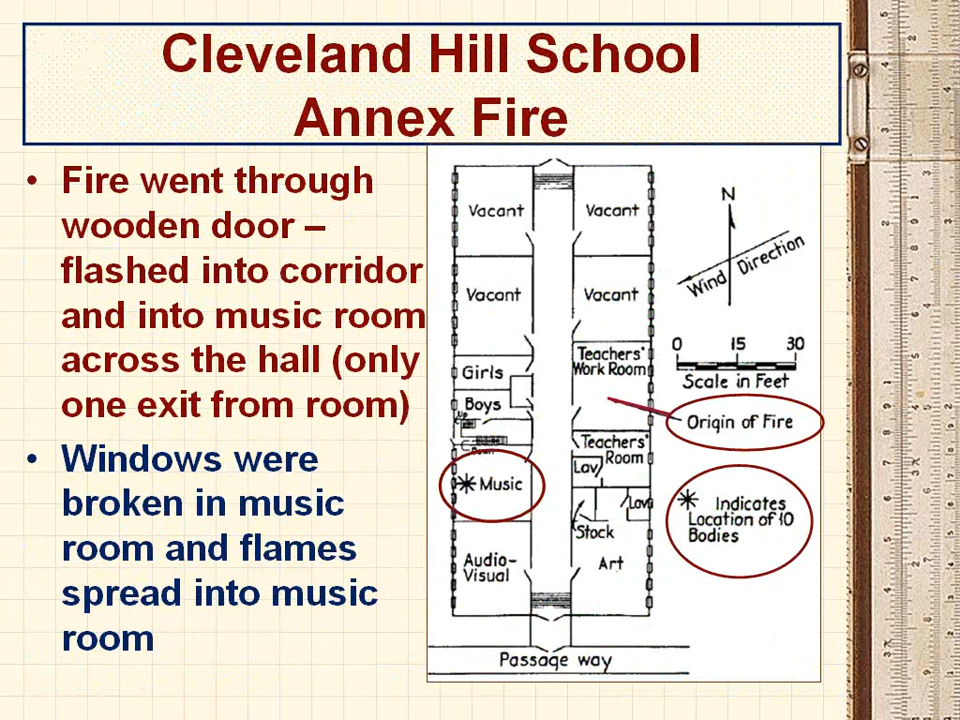 Cleveland Hill School
Annex Fire
• Fire went through
wooden door –
flashed into corridor
and into music room
across the hall (only
one exit from room)
• Windows were
broken in music
room and flames
spread into music
room
Vacant
Vacant
Vacant
Vacant
N
Wind Direction
0 15 30
Scale in Feet
Teachers'
Work Room
Girls
Boys
Up
Down
Origin of Fire
Teachers'
Room
Lav
Music
Lav
Stock
Indicates
Location of 10
Bodies
Audio-
Visual
Art
Passage way